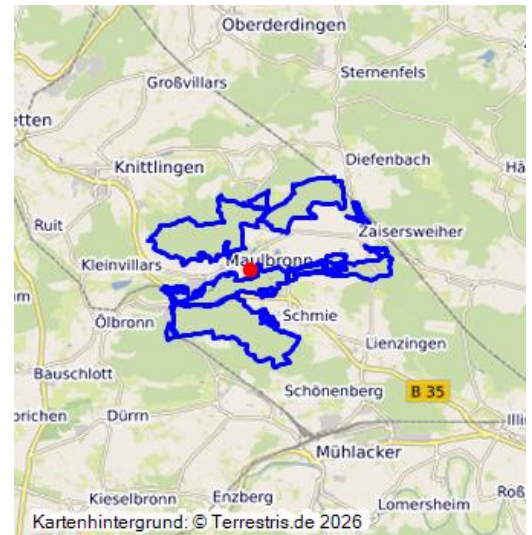 Oberderdingen
Sternenfels
Großvillars
etten
Diefenbach
Hä
Knittlingen
Ruit
Zaisersweiher
Kleinvillars
Maulbronn
m
Ölbronn
Schmie
Lienzingen
Bauschlott
B 35
Schönenberg
brichen
Dürrn
Illin
Mühlacker
Kieselbronn
Enzberg
Roß
Lomersheim
Kartenhintergrund: © Terrestris.de 2026